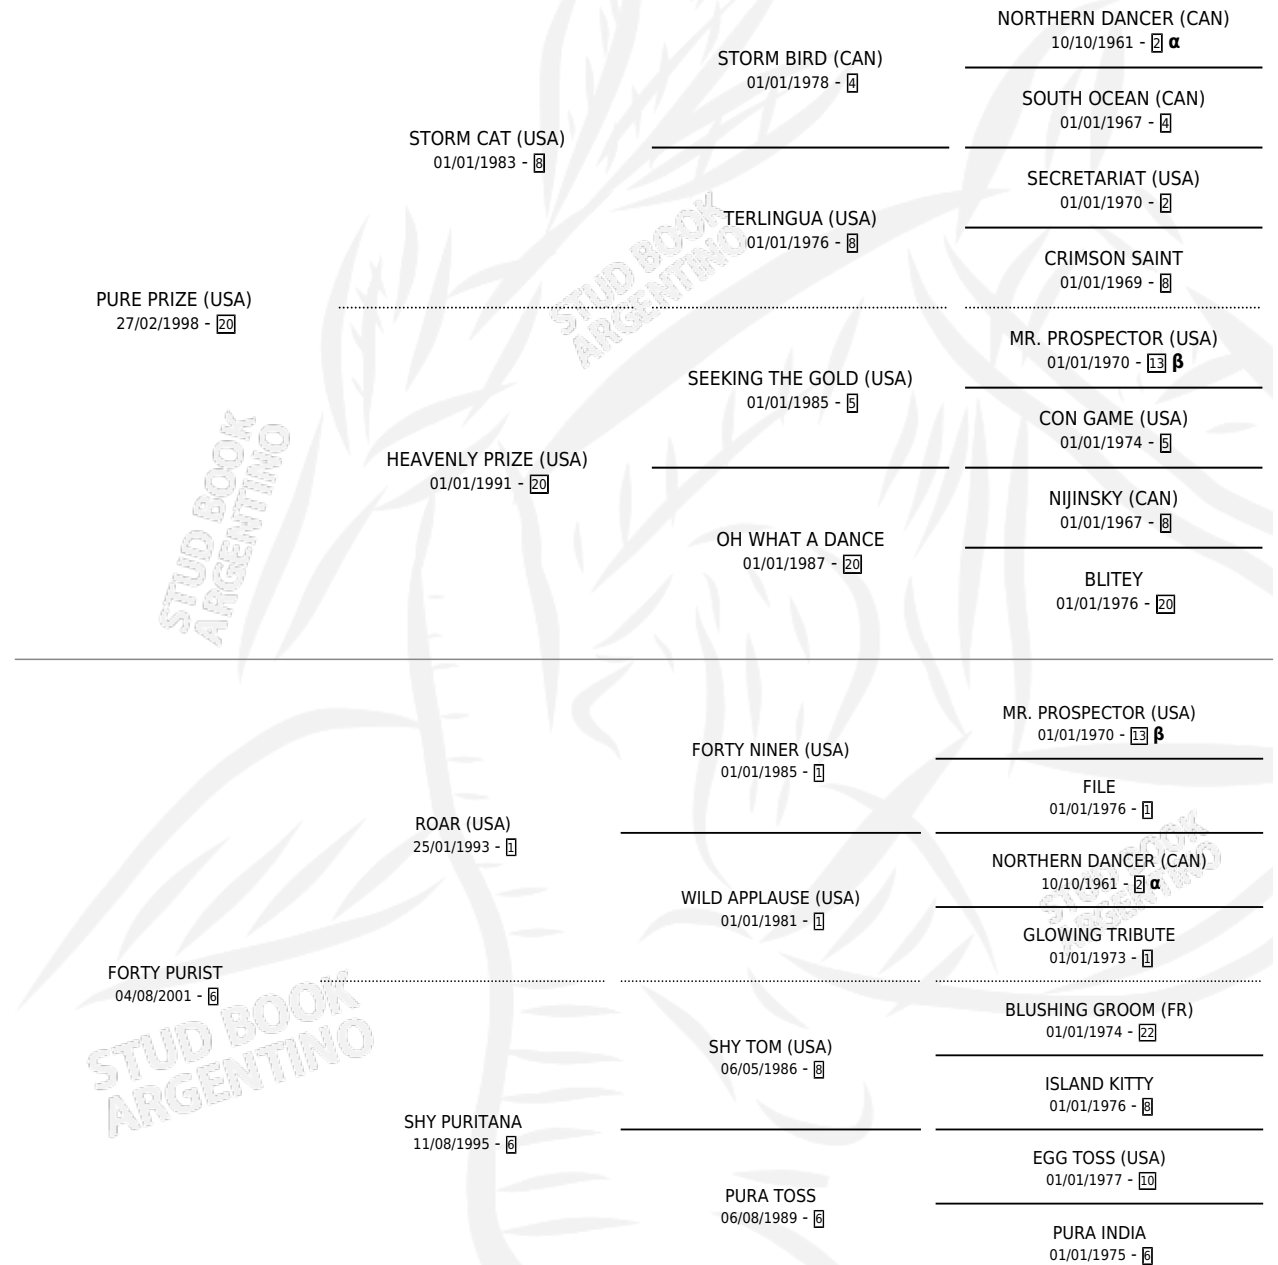 NORTHERN DANCER (CAN)
10/10/1961 - 2 α
STORM BIRD (CAN)
01/01/1978 - 4
SOUTH OCEAN (CAN)
01/01/1967 - 4
STORM CAT (USA)
01/01/1983 - 8
SECRETARIAT (USA)
01/01/1970 - 2
TERLINGUA (USA)
01/01/1976 - 8
CRIMSON SAINT
01/01/1969 - 8
PURE PRIZE (USA)
27/02/1998 - 20
MR. PROSPECTOR (USA)
01/01/1970 - 13 β
SEEKING THE GOLD (USA)
01/01/1985 - 5
CON GAME (USA)
01/01/1974 - 5
HEAVENLY PRIZE (USA)
01/01/1991 - 20
NIJINSKY (CAN)
01/01/1967 - 8
OH WHAT A DANCE
01/01/1987 - 20
BLITEY
01/01/1976 - 20
MR. PROSPECTOR (USA)
01/01/1970 - 13 β
FORTY NINER (USA)
01/01/1985 - 1
FILE
01/01/1976 - 1
ROAR (USA)
25/01/1993 - 1
NORTHERN DANCER (CAN)
10/10/1961 - 2 α
WILD APPLAUSE (USA)
01/01/1981 - 1
GLOWING TRIBUTE
01/01/1973 - 1
FORTY PURIST
04/08/2001 - 6
BLUSHING GROOM (FR)
01/01/1974 - 22
SHY TOM (USA)
06/05/1986 - 8
ISLAND KITTY
01/01/1976 - 8
SHY PURITANA
11/08/1995 - 6
EGG TOSS (USA)
01/01/1977 - 10
PURA TOSS
06/08/1989 - 6
PURA INDIA
01/01/1975 - 6
STUD BOOK
ARGENTINO
STUD BOOK
ARGENTINO
STUD BOOK
ARGENTINO
STUD BOOK
ARGENTINO